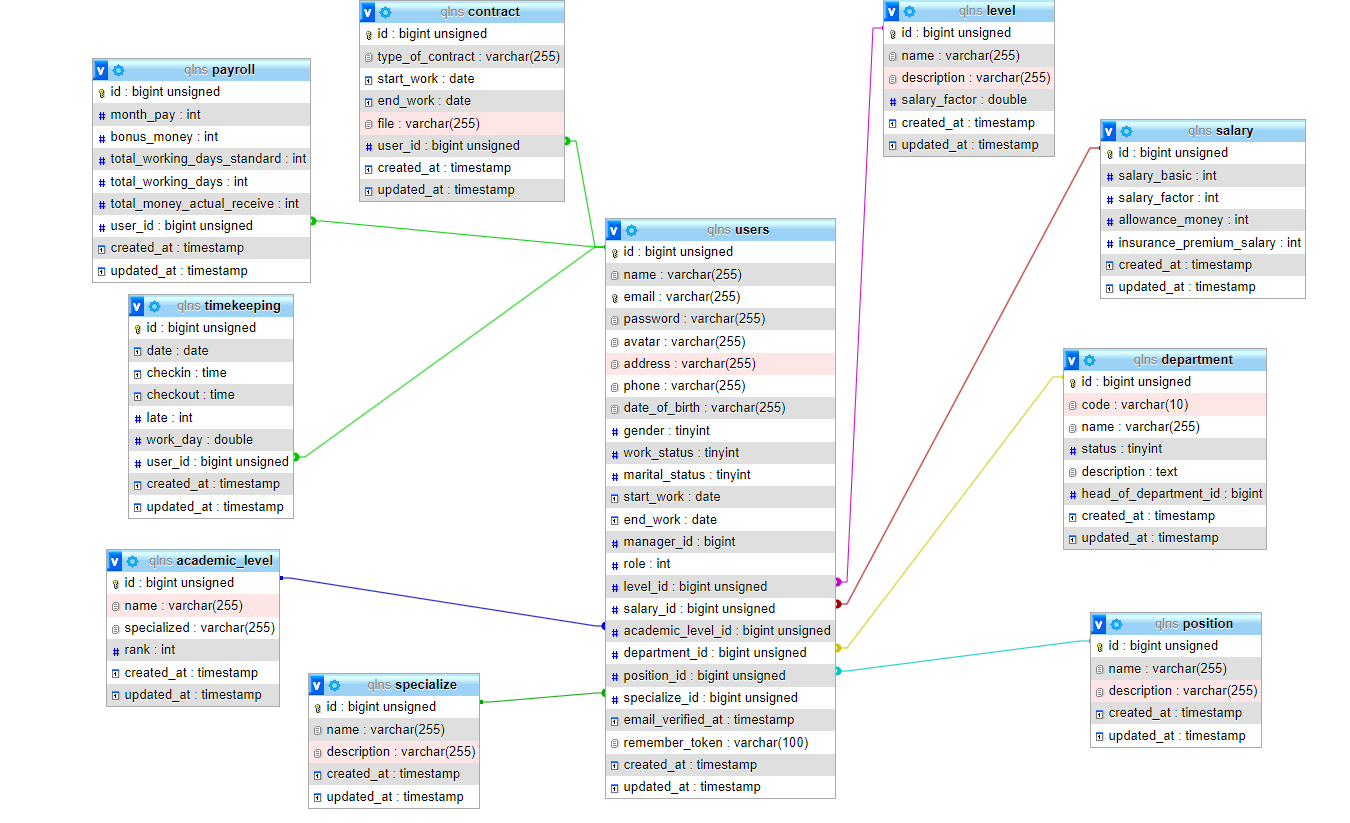 qlns contract
id : bigint unsigned
type_of_contract : varchar(255)
start_work : date
end_work : date
file : varchar(255)
user_id : bigint unsigned
created_at : timestamp
updated_at : timestamp
qlns level
id : bigint unsigned
name : varchar(255)
description : varchar(255)
salary_factor : double
created_at : timestamp
updated_at : timestamp
qlns payroll
id : bigint unsigned
month_pay : int
bonus_money : int
total_working_days_standard : int
total_working_days : int
total_money_actual_receive : int
user_id : bigint unsigned
created_at : timestamp
updated_at : timestamp
qlns salary
id : bigint unsigned
salary_basic : int
salary_factor : int
allowance_money : int
insurance_premium_salary : int
created_at : timestamp
updated_at : timestamp
qlns users
id : bigint unsigned
name : varchar(255)
email : varchar(255)
password : varchar(255)
avatar : varchar(255)
address : varchar(255)
phone : varchar(255)
date_of_birth : varchar(255)
gender : tinyint
work_status : tinyint
marital_status : tinyint
start_work : date
end_work : date
manager_id : bigint
role : int
level_id : bigint unsigned
salary_id : bigint unsigned
academic_level_id : bigint unsigned
department_id : bigint unsigned
position_id : bigint unsigned
specialize_id : bigint unsigned
email_verified_at : timestamp
remember_token : varchar(100)
created_at : timestamp
updated_at : timestamp
qlns timekeeping
id : bigint unsigned
date : date
checkin : time
checkout : time
late : int
work_day : double
user_id : bigint unsigned
created_at : timestamp
updated_at : timestamp
qlns department
id : bigint unsigned
code : varchar(10)
name : varchar(255)
status : tinyint
description : text
head_of_department_id : bigint
created_at : timestamp
updated_at : timestamp
qlns academic_level
id : bigint unsigned
name : varchar(255)
specialized : varchar(255)
rank : int
created_at : timestamp
updated_at : timestamp
qlns position
id : bigint unsigned
name : varchar(255)
description : varchar(255)
created_at : timestamp
updated_at : timestamp
qlns specialize
id : bigint unsigned
name : varchar(255)
description : varchar(255)
created_at : timestamp
updated_at : timestamp